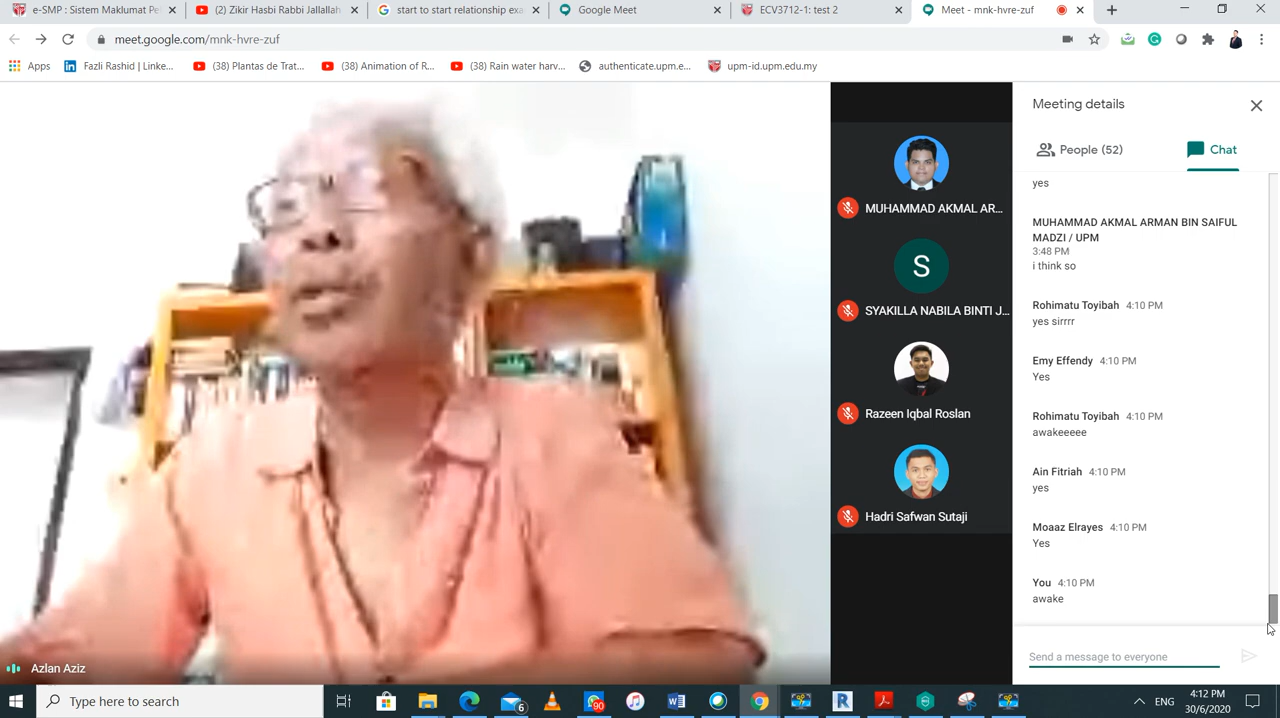 e-SMP : Sistem Maklumat Pel
(2) Zikir Hasbi Rabbi Jallallah
start to start relationship exa
Google Meet
ECV3712-1: test 2
Meet - mnk-hvre-zuf
meet.google.com/mnk-hvre-zuf
Apps
Fazli Rashid | Linke...
(38) Plantas de Trat...
(38) Animation of R...
(38) Rain water harv...
authenticate.upm.e...
upm-id.upm.edu.my
Azlan Aziz
MUHAMMAD AKMAL AR...
S
SYAKILLA NABILA BINTI J...
Razeen Iqbal Roslan
Hadri Safwan Sutaji
Meeting details
People (52)
Chat
yes
MUHAMMAD AKMAL ARMAN BIN SAIFUL
MADZI / UPM
3:48 PM
i think so
Rohimatu Toyibah 4:10 PM
yes sirrrr
Emy Effendy 4:10 PM
Yes
Rohimatu Toyibah 4:10 PM
awakeeeee
Ain Fitriah 4:10 PM
yes
Moaaz Elrayes 4:10 PM
Yes
You 4:10 PM
awake
Send a message to everyone
Type here to search
6
90
ENG
4:12 PM
30/6/2020